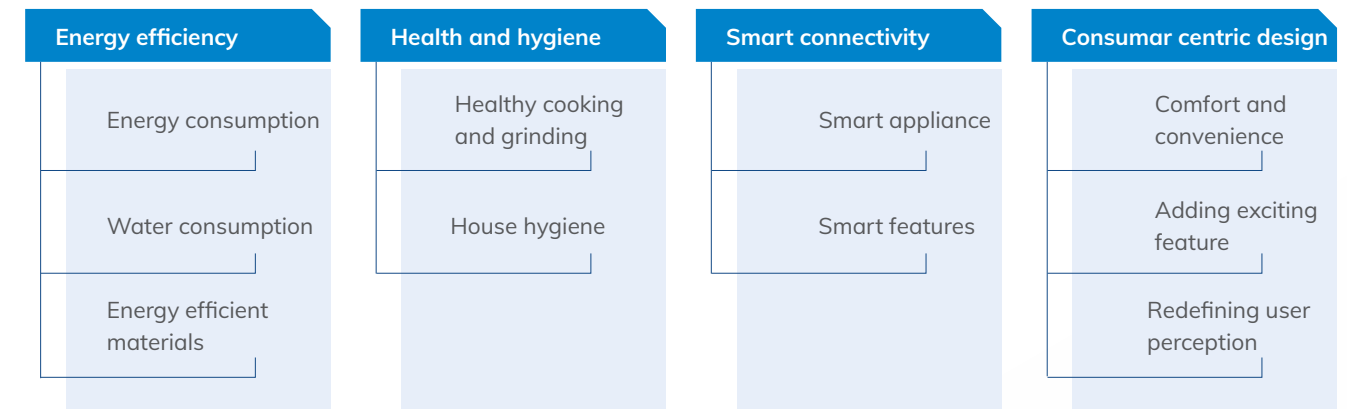 Energy efficiency
Energy consumption
Water consumption
Energy efficient
materials
Health and hygiene
Healthy cooking
and grinding
House hygiene
Smart connectivity
Smart appliance
Smart features
Consumar centric design
Comfort and
convenience
Adding exciting
feature
Redefining user
perception